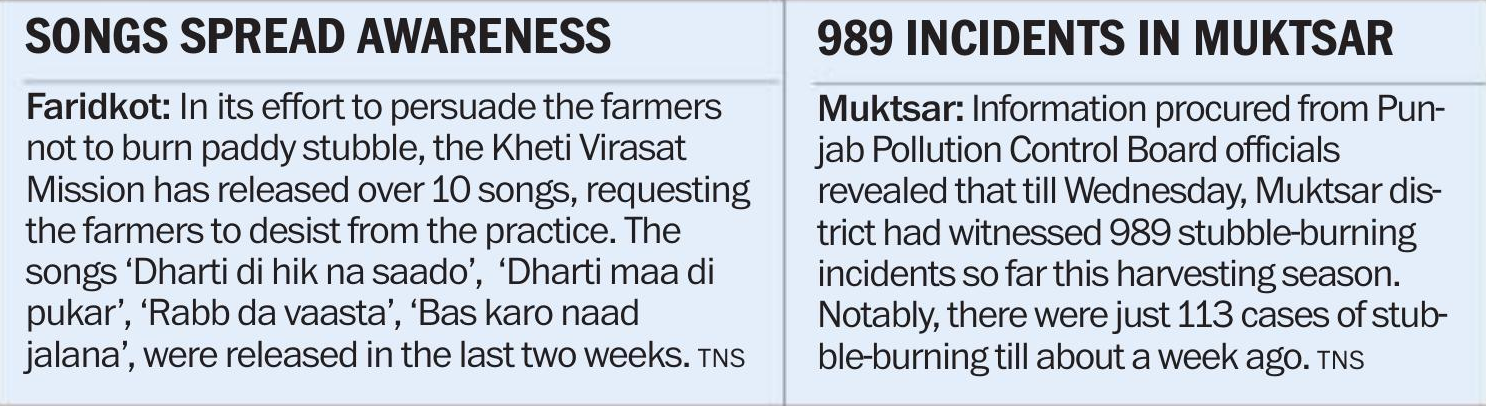 SONGS SPREAD AWARENESS
Faridkot: In its effort to persuade the farmers
not to burn paddy stubble, the Kheti Virasat
Mission has released over 10 songs, requesting
the farmers to desist from the practice. The
songs ‘Dharti di hik na saado’, ‘Dharti maa di
pukar’, ‘Rabb da vaasta’, ‘Bas karo naad
jalana’, were released in the last two weeks. TNS
989 INCIDENTS IN MUKTSAR
Muktsar: Information procured from Pun-
jab Pollution Control Board officials
revealed that till Wednesday, Muktsar dis-
trict had witnessed 989 stubble-burning
incidents so far this harvesting season.
Notably, there were just 113 cases of stub-
ble-burning till about a week ago. TNS